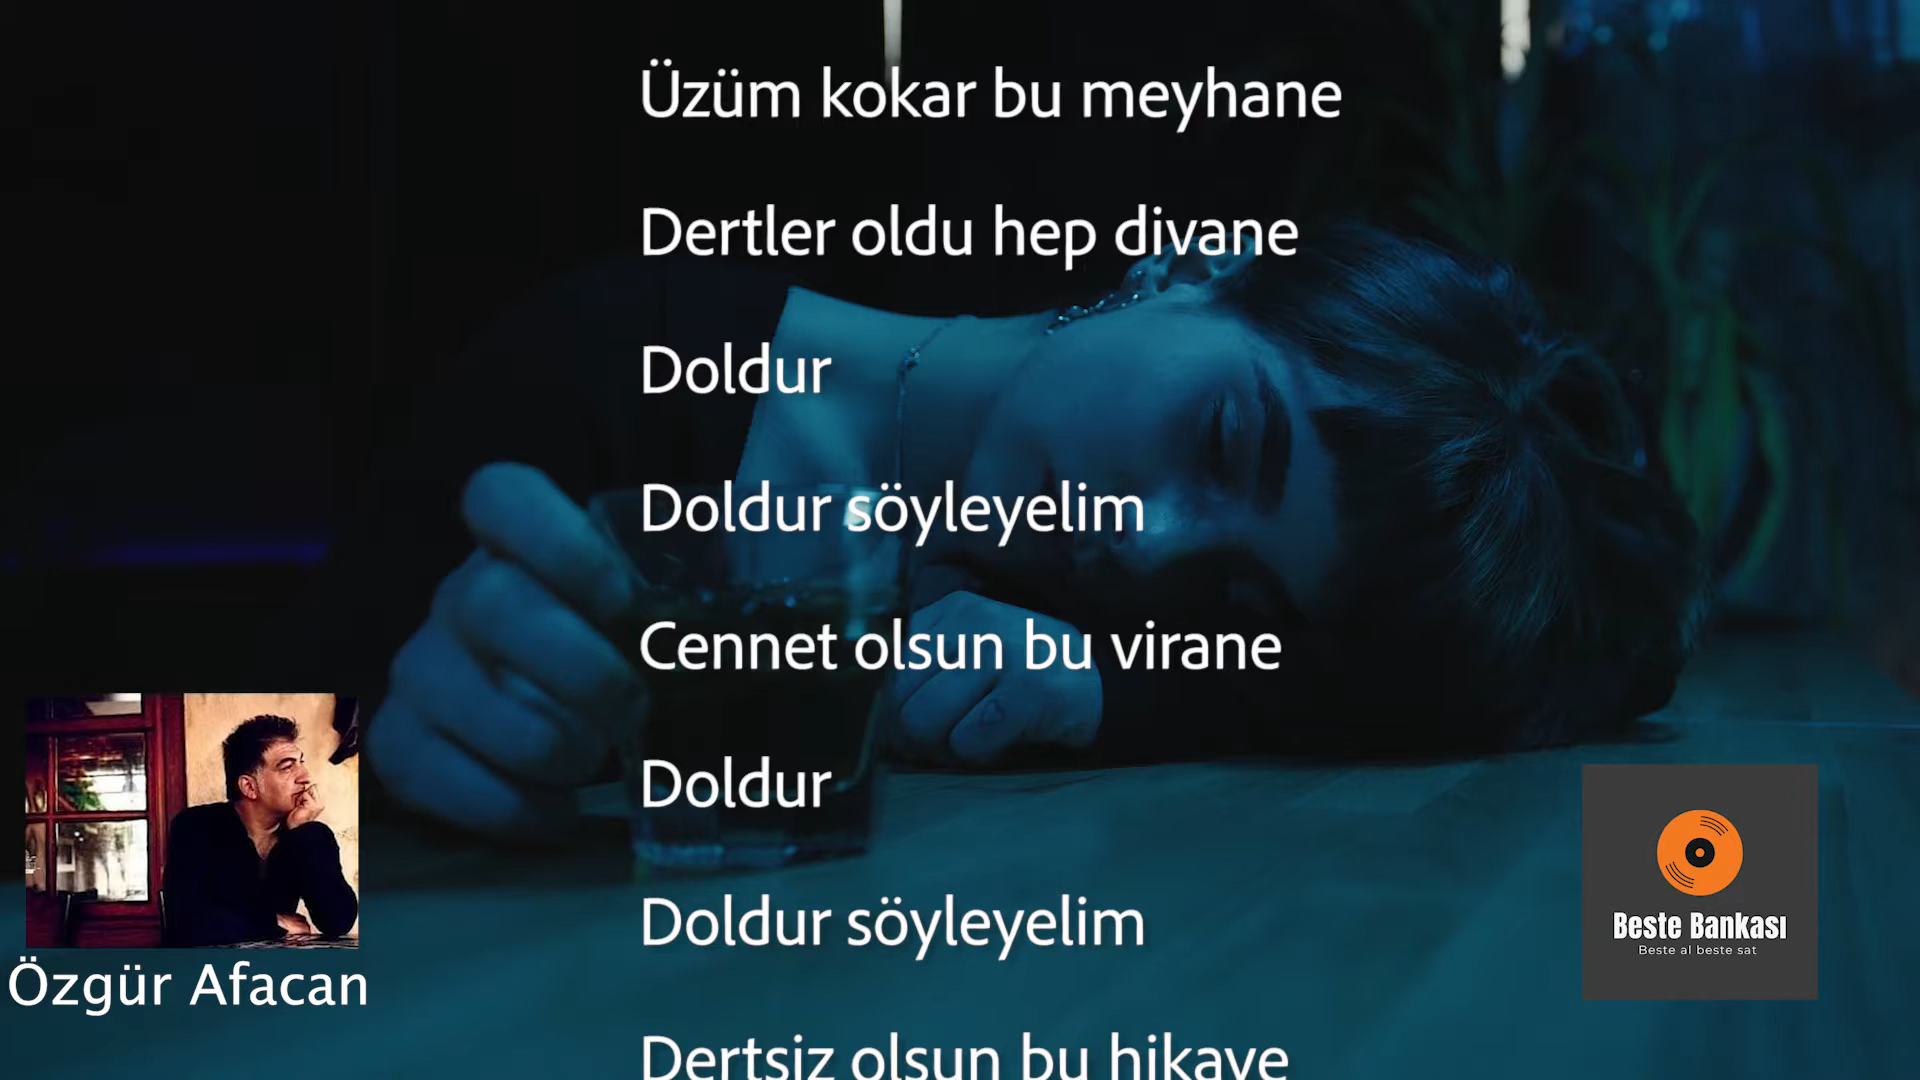 Üzüm kokar bu meyhane
Dertler oldu hep divane
Doldur
Doldur söyleyelim
Cennet olsun bu virane
Doldur
Doldur söyleyelim
Dertsiz olsun bu hikaye
Özgür Afacan
Beste Bankası
Beste al beste sat